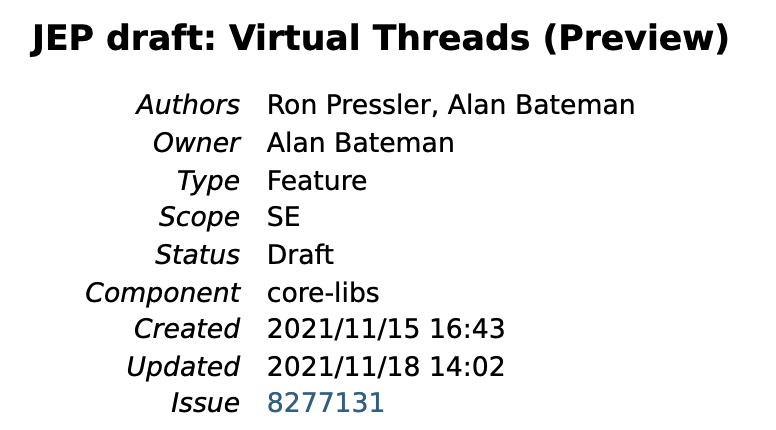 JEP draft: Virtual Threads (Preview)
Authors Ron Pressler, Alan Bateman
Owner Alan Bateman
Type Feature
Scope SE
Status Draft
Component core-libs
Created 2021/11/15 16:43
Updated 2021/11/18 14:02
Issue 8277131